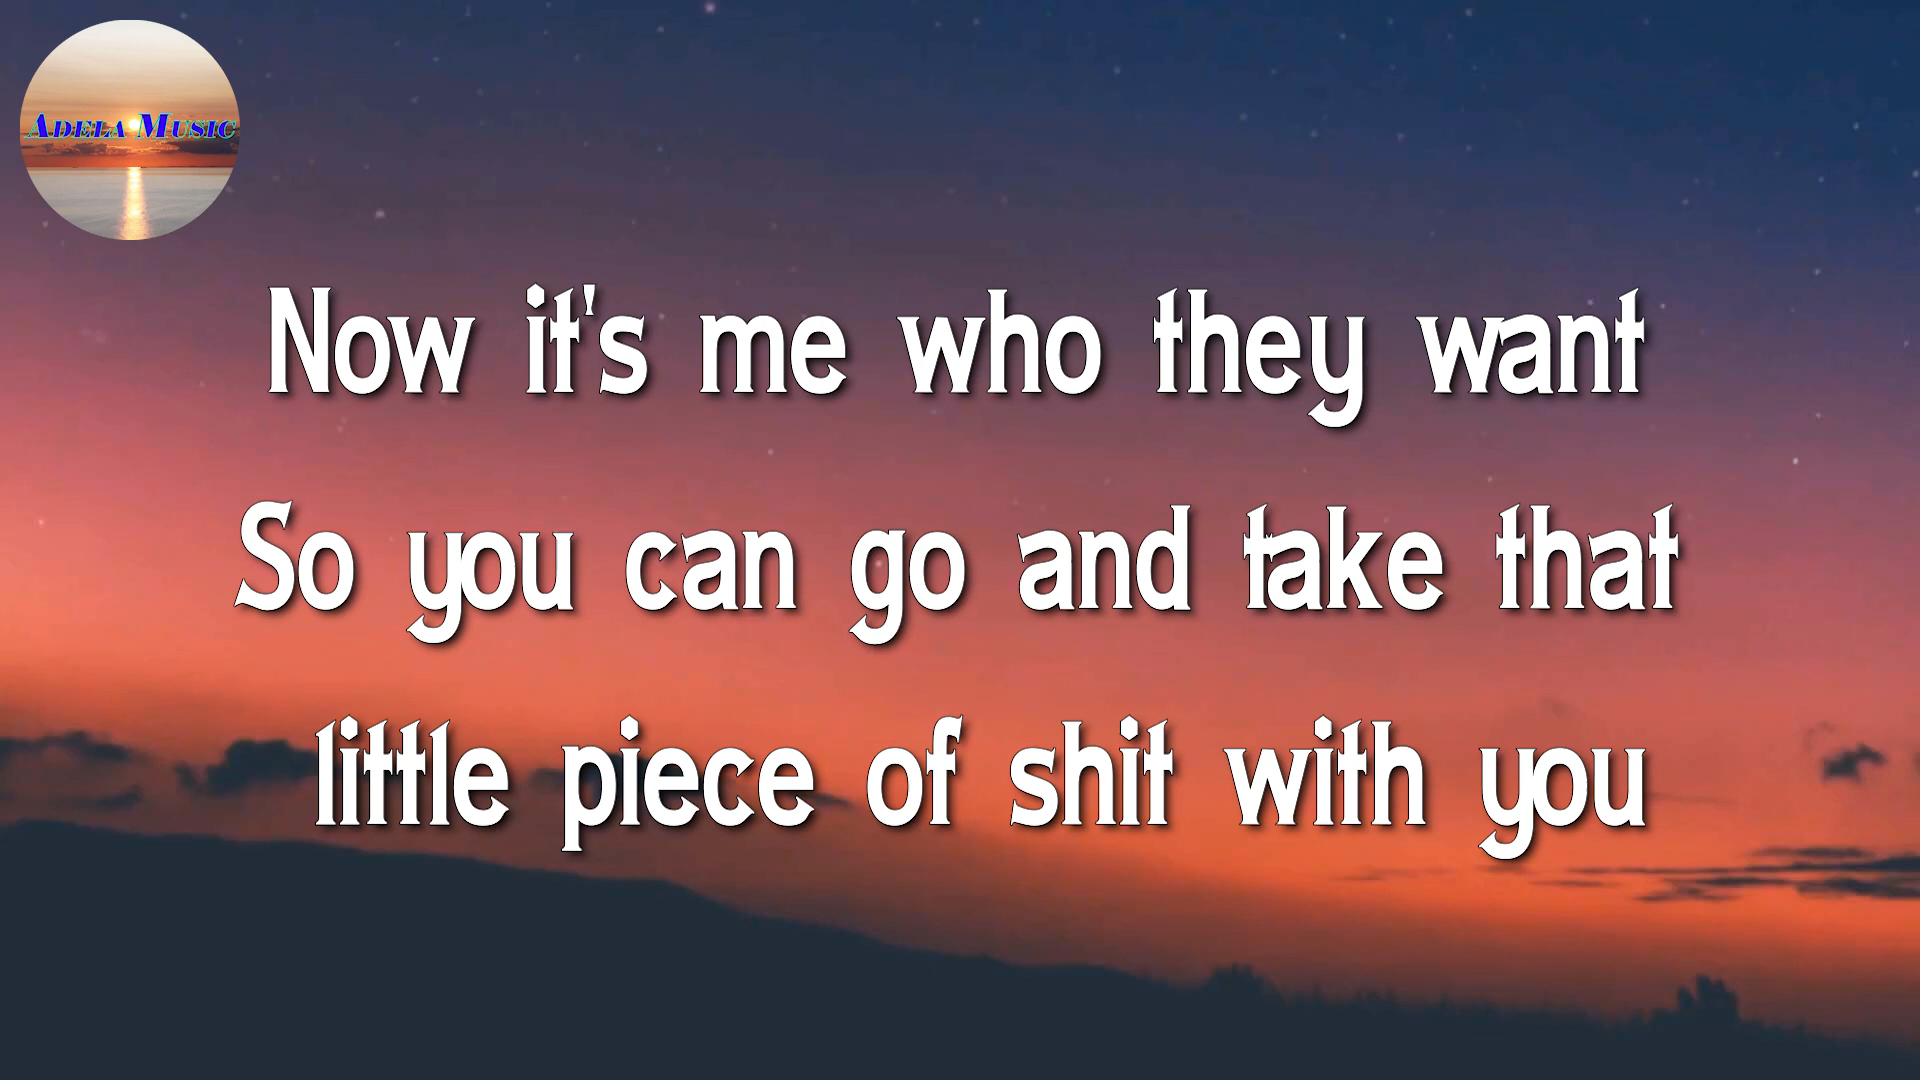 Adela Music
Now it's me who they want
So you can go and take that
little piece of shit with you